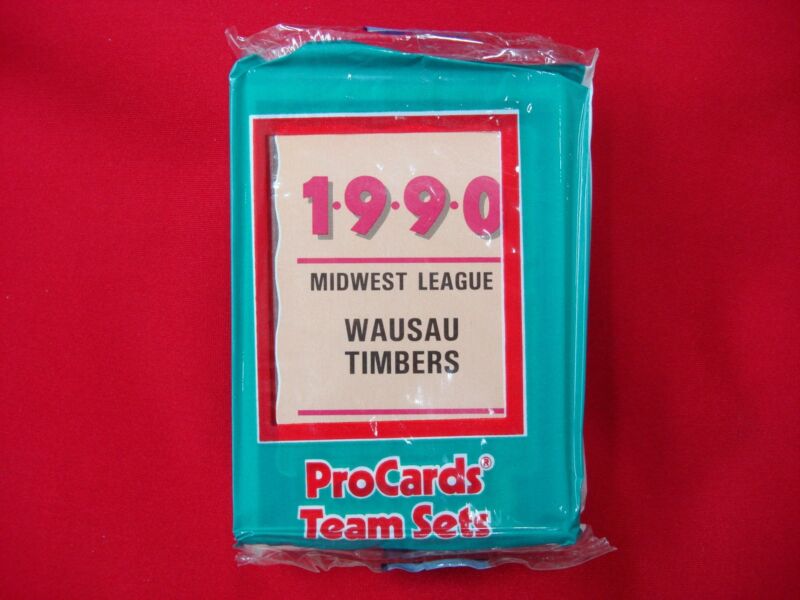 1·9·9·0
MIDWEST LEAGUE
WAUSAU
TIMBERS
ProCards®
Team Sets